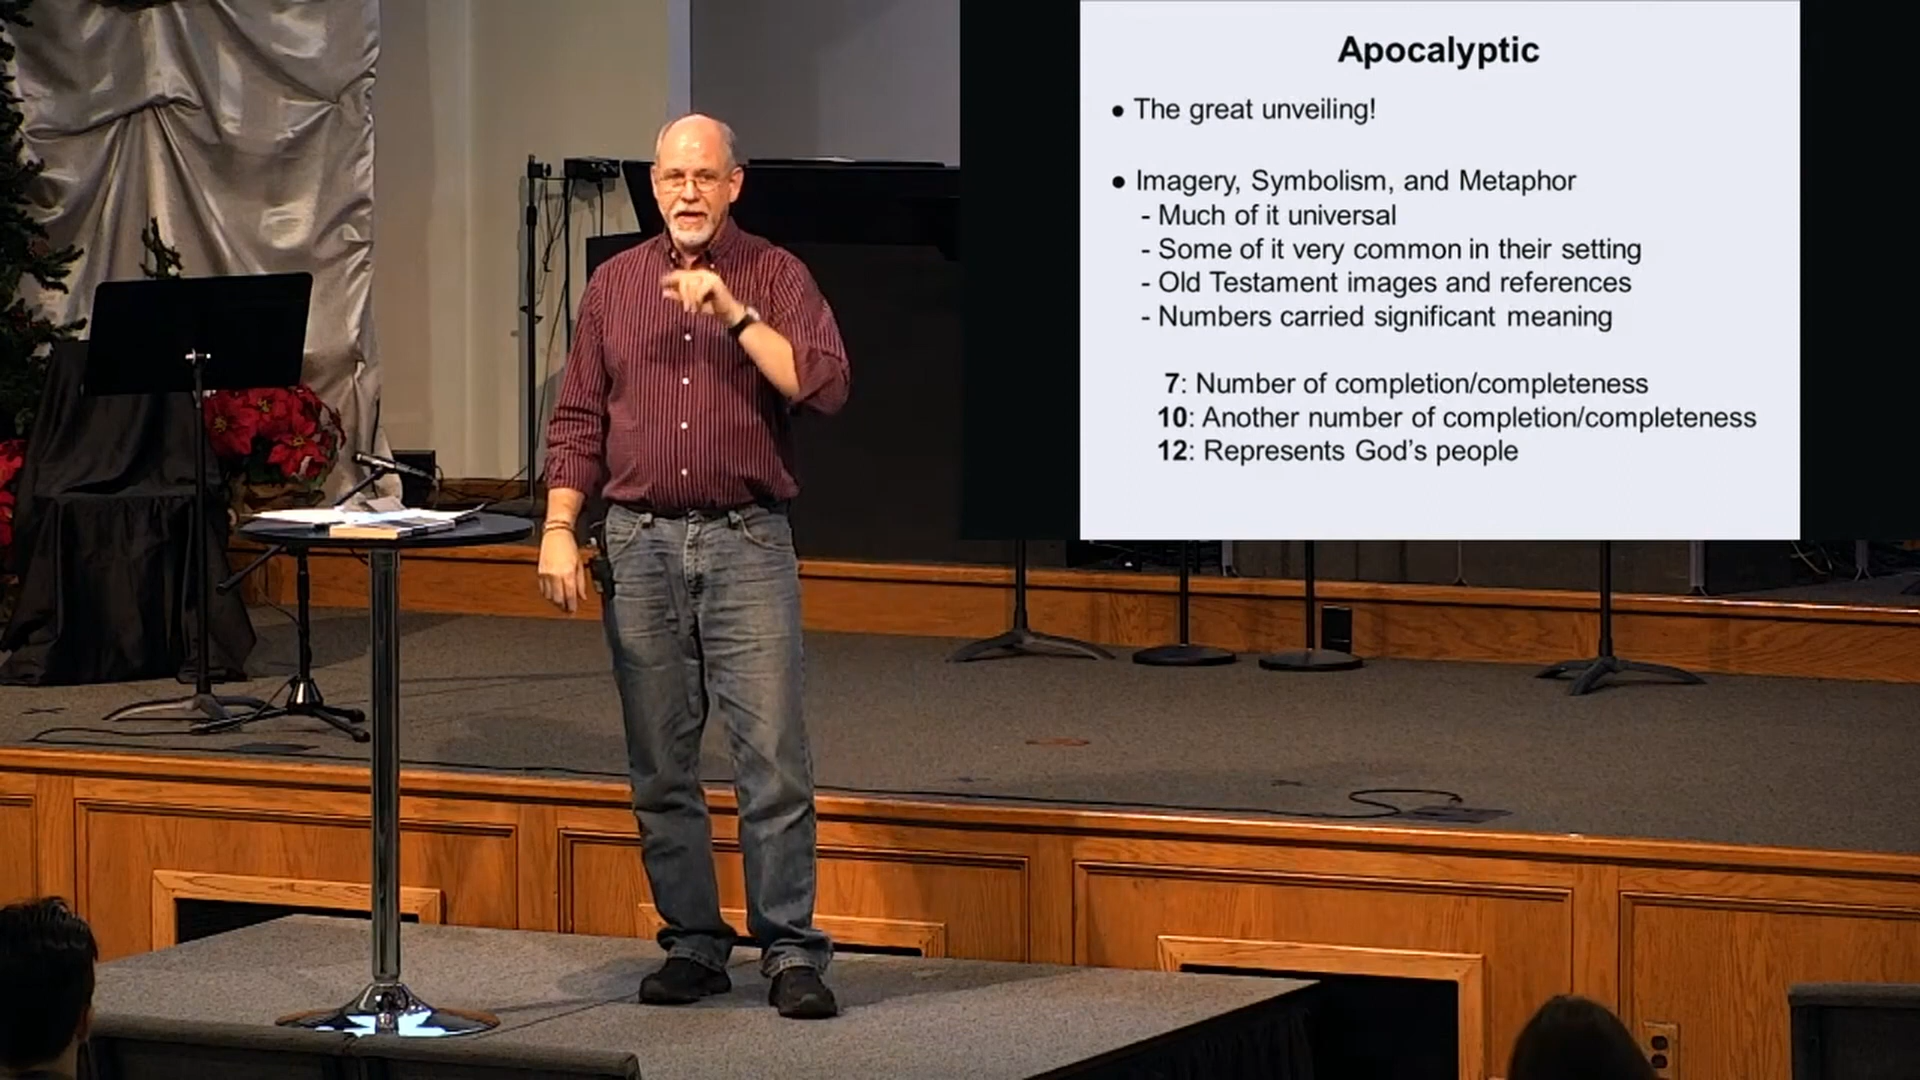 Apocalyptic
● The great unveiling!
● Imagery, Symbolism, and Metaphor
- Much of it universal
- Some of it very common in their setting
- Old Testament images and references
- Numbers carried significant meaning
7: Number of completion/completeness
10: Another number of completion/completeness
12: Represents God’s people